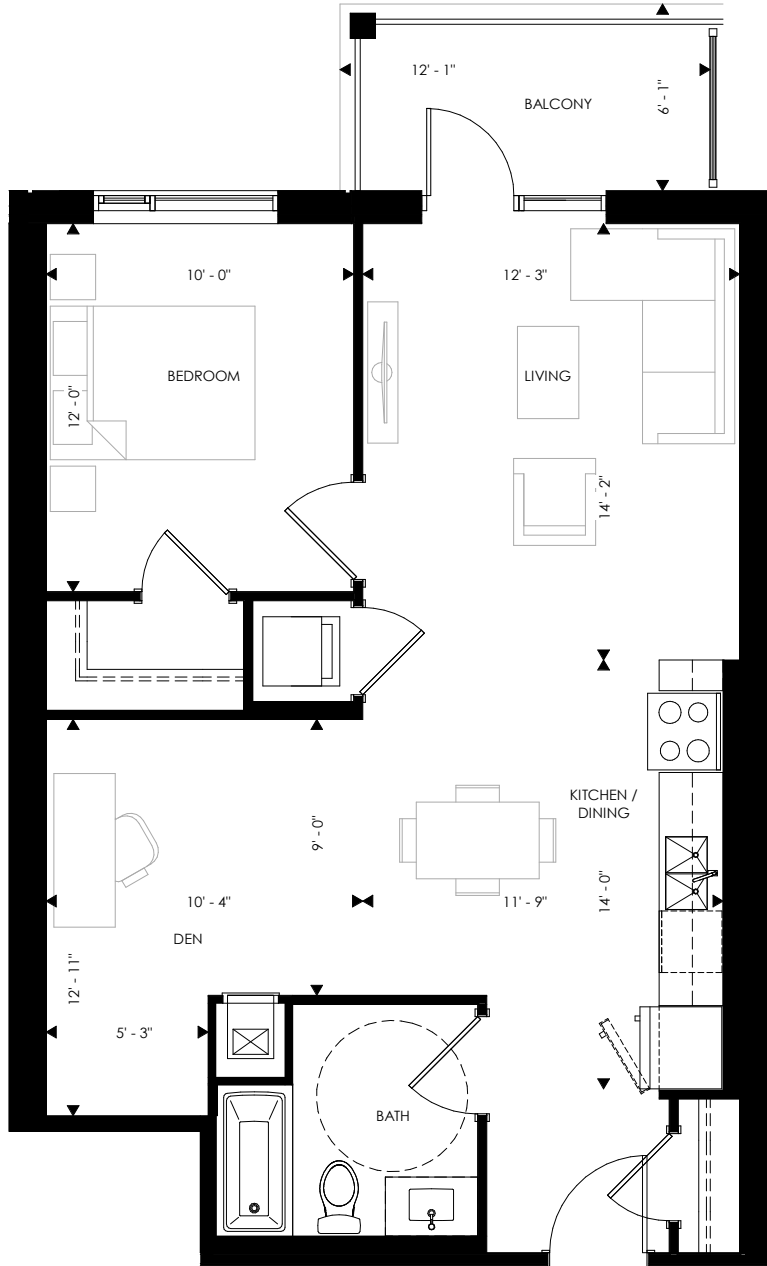 12' - 1"
6' - 1"
BALCONY
10' - 0"
12' - 3"
BEDROOM
LIVING
12' - 0"
14' - 2"
KITCHEN /
DINING
9' - 0"
10' - 4"
11' - 9"
14' - 0"
DEN
12' - 11"
5' - 3"
BATH